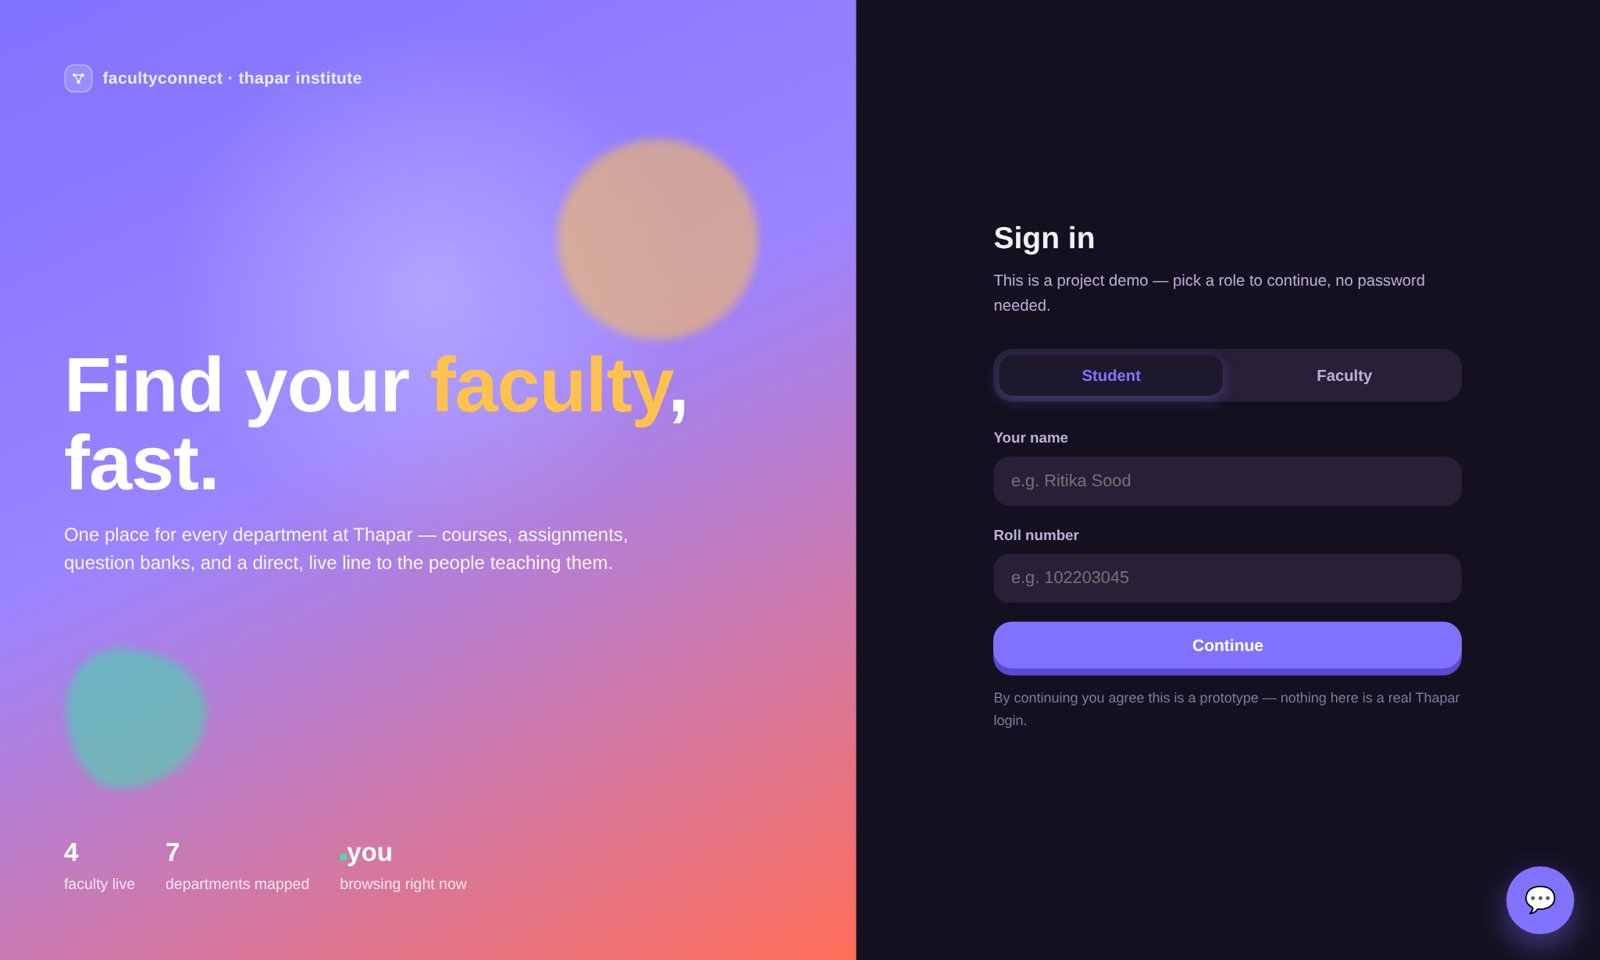 facultyconnect · thapar institute
Find your faculty,
fast.
One place for every department at Thapar — courses, assignments,
question banks, and a direct, live line to the people teaching them.
4
faculty live
7
departments mapped
you
browsing right now
Sign in
This is a project demo — pick a role to continue, no password
needed.
Student
Faculty
Your name
e.g. Ritika Sood
Roll number
e.g. 102203045
Continue
By continuing you agree this is a prototype — nothing here is a real Thapar
login.